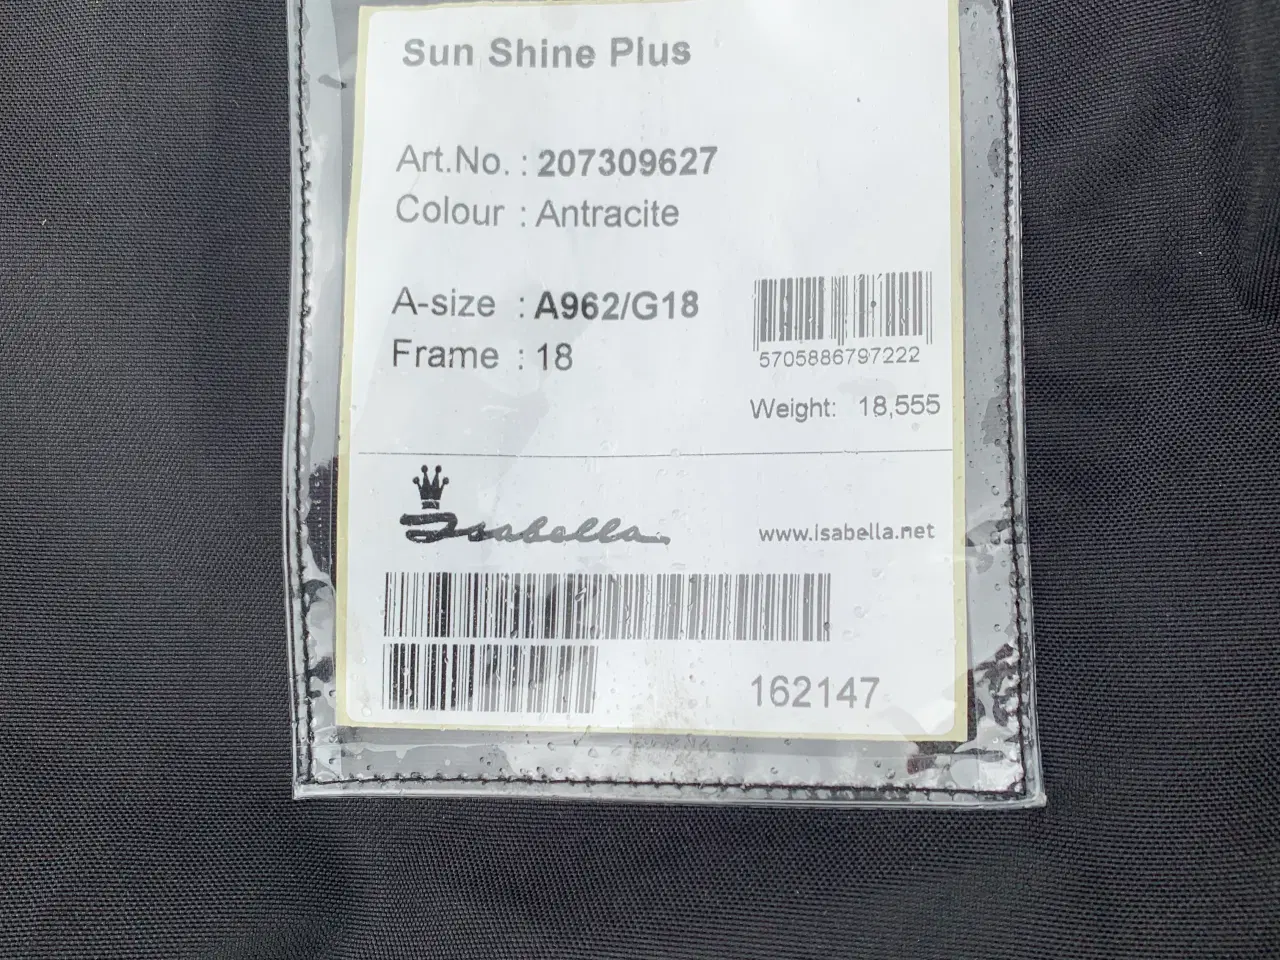 Sun Shine Plus
Art.No. : 207309627
Colour : Antracite
A-size : A962/G18
Frame : 18
5705886797222
Weight: 18,555
Isabella
www.isabella.net
162147